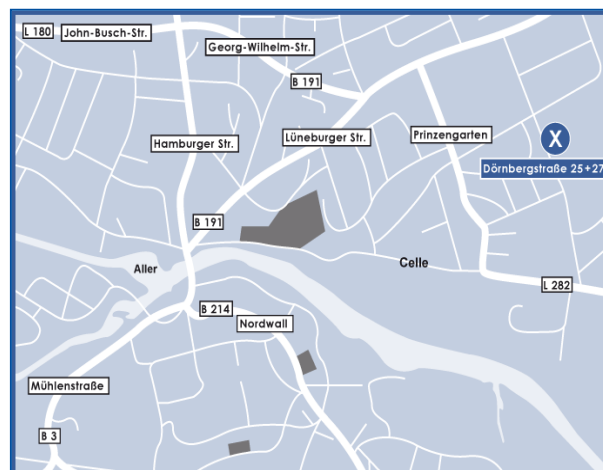 L 180
John-Busch-Str.
Georg-Wilhelm-Str.
B 191
Hamburger Str.
Lüneburger Str.
Prinzengarten
X
Dörnbergstraße 25+27
B 191
Aller
Celle
L 282
B 214
Nordwall
Mühlenstraße
B 3